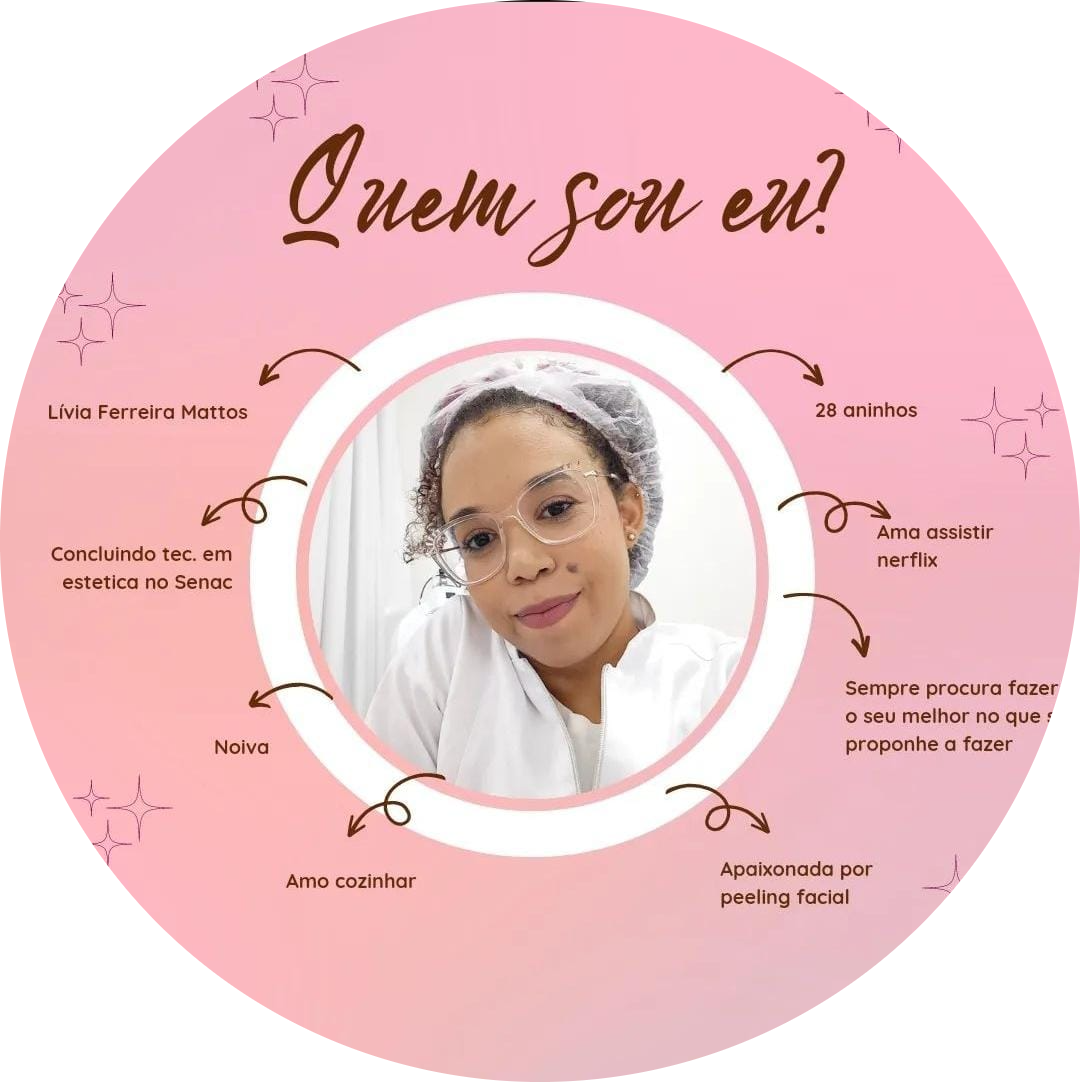 Quem sou eu?
Lívia Ferreira Mattos
28 aninhos
Concluindo tec. em
estetica no Senac
Ama assistir
nerflix
Noiva
Sempre procura fazer
o seu melhor no que
proponhe a fazer
Amo cozinhar
Apaixonada por
peeling facial